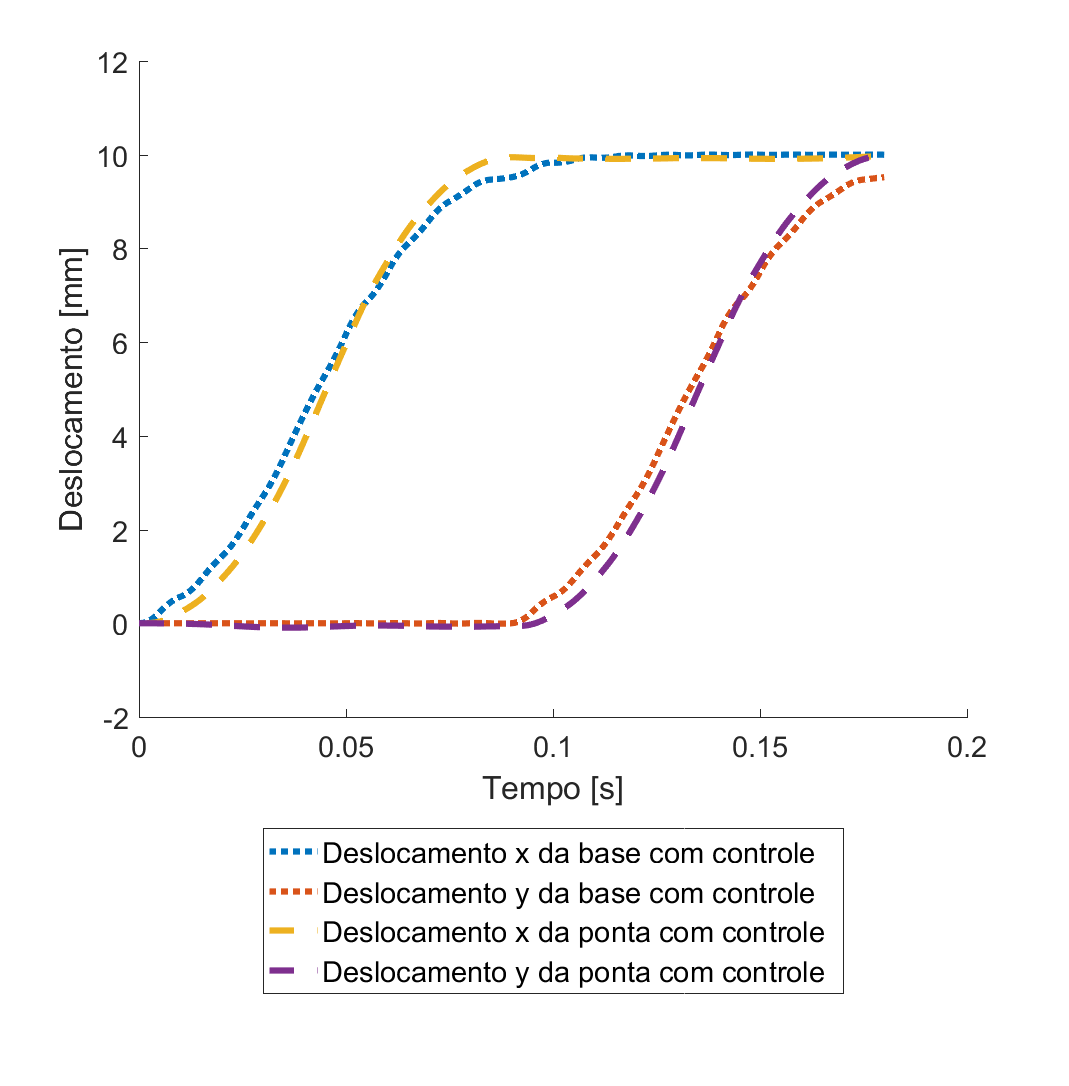 12
10
8
6
4
2
0
-2
Deslocamento [mm]
0 0.05 0.1 0.15 0.2
Tempo [s]
Deslocamento x da base com controle
Deslocamento y da base com controle
Deslocamento x da ponta com controle
Deslocamento y da ponta com controle